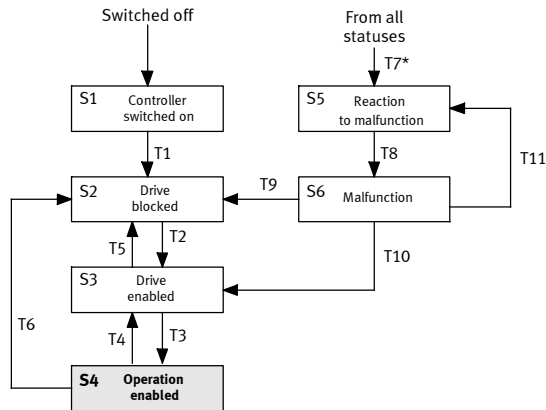 Switched off
From all
statuses
T7*
S1
Controller
switched on
S5
Reaction
to malfunction
T1
T8
T11
S2
Drive
blocked
T9
S6
Malfunction
T5
T2
T10
S3
Drive
enabled
T6
T4
T3
S4
Operation
enabled